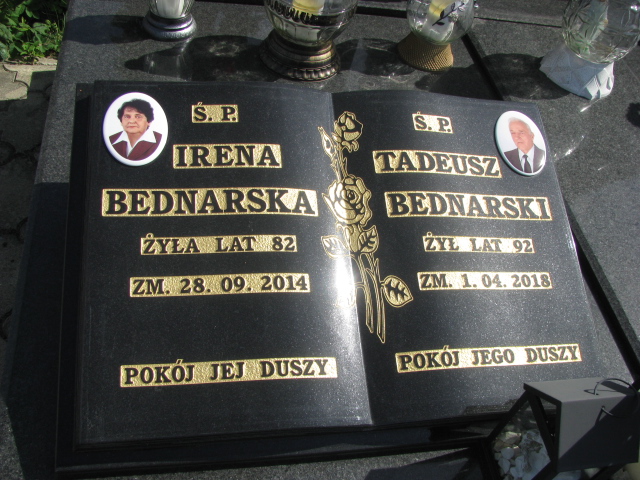 Ś. P.
IRENA
BEDNARSKA
ŻYŁA LAT 82
ZM. 28. 09. 2014
POKÓJ JEJ DUSZY
Ś. P.
TADEUSZ
BEDNARSKI
ŻYŁ LAT 92
ZM. 1. 04. 2018
POKÓJ JEGO DUSZY